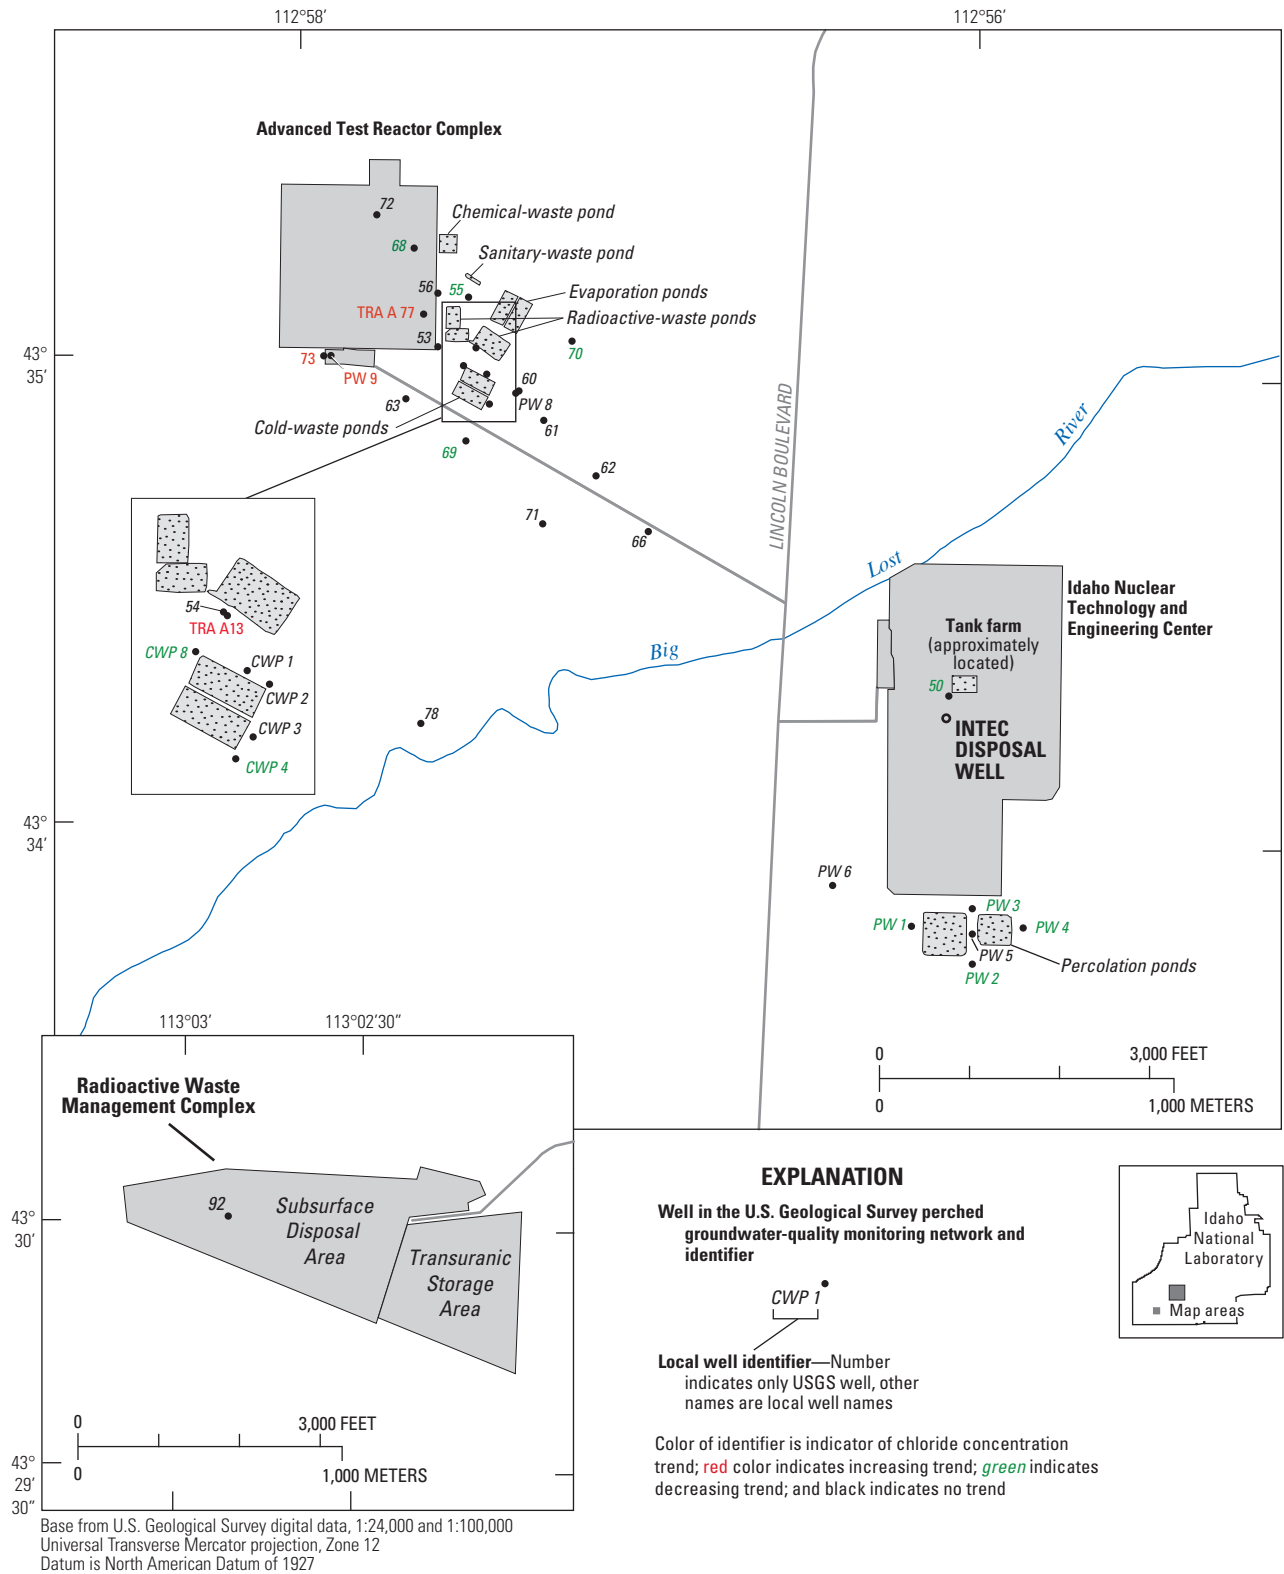 112°58′
112°56′
Advanced Test Reactor Complex
72
Chemical-waste pond
68
Sanitary-waste pond
56
55
Evaporation ponds
TRA A 77
Radioactive-waste ponds
53
70
43°
35′
73
PW 9
60
PW 8
63
61
Cold-waste ponds
69
62
71
66
LINCOLN BOULEVARD
River
Lost
Big
54
TRA A13
CWP 8
CWP 1
CWP 2
CWP 3
CWP 4
78
Idaho Nuclear
Technology and
Engineering Center
Tank farm
(approximately
located)
50
INTEC
DISPOSAL
WELL
43°
34′
PW 6
PW 3
PW 1
PW 4
PW 5
PW 2
Percolation ponds
0
3,000 FEET
0
1,000 METERS
113°03′
113°02′30″
Radioactive Waste
Management Complex
92
Subsurface
Disposal
Area
Transuranic
Storage
Area
43°
30′
0
3,000 FEET
0
1,000 METERS
43°
29′
30″
EXPLANATION
Well in the U.S. Geological Survey perched
groundwater-quality monitoring network and
identifier
CWP 1
Local well identifier—Number
indicates only USGS well, other
names are local well names
Color of identifier is indicator of chloride concentration
trend; red color indicates increasing trend; green indicates
decreasing trend; and black indicates no trend
Idaho
National
Laboratory
Map areas
Base from U.S. Geological Survey digital data, 1:24,000 and 1:100,000
Universal Transverse Mercator projection, Zone 12
Datum is North American Datum of 1927